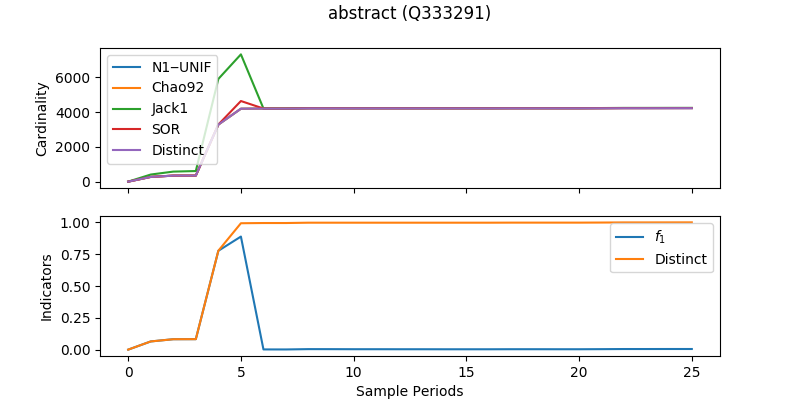 abstract (Q333291)
Cardinality
6000
4000
2000
0
N1−UNIF
Chao92
Jack1
SOR
Distinct
Indicators
1.00
0.75
0.50
0.25
0.00
f₁
Distinct
0 5 10 15 20 25
Sample Periods